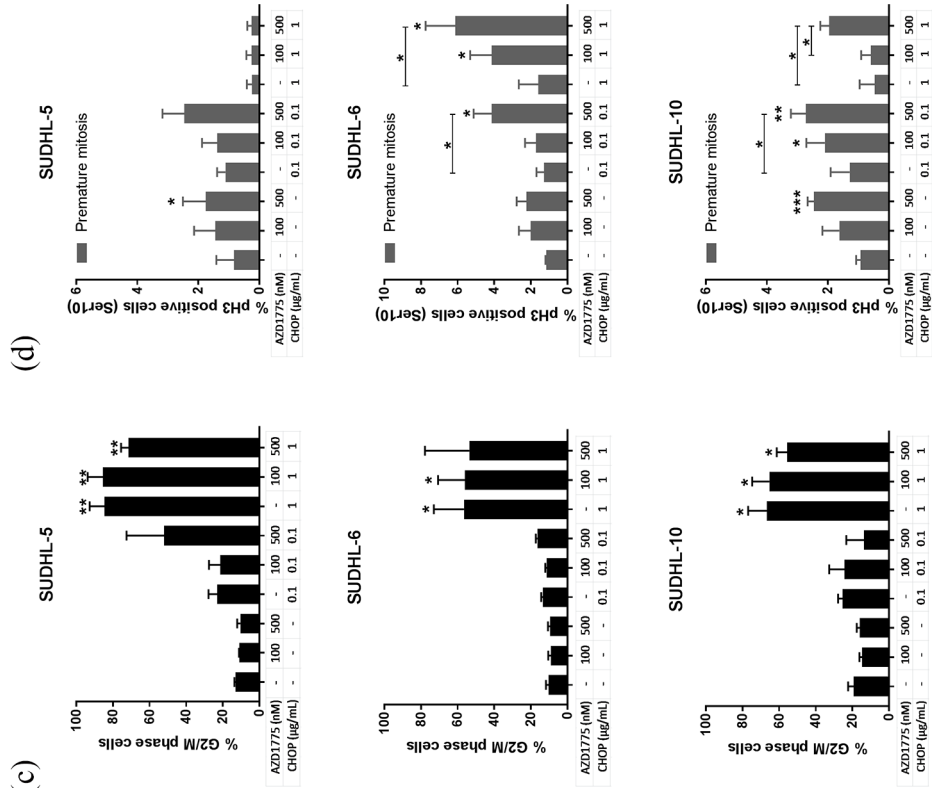 (c)
SUDHL-5
% G2/M phase cells
100
80
60
40
20
0
** ** **
AZD1775 (nM) - 100 500 - 100 500 - 100 500
CHOP (µg/mL) - - - 0.1 0.1 0.1 1 1 1
SUDHL-6
% G2/M phase cells
100
80
60
40
20
0
* *
AZD1775 (nM) - 100 500 - 100 500 - 100 500
CHOP (µg/mL) - - - 0.1 0.1 0.1 1 1 1
SUDHL-10
% G2/M phase cells
100
80
60
40
20
0
* * *
AZD1775 (nM) - 100 500 - 100 500 - 100 500
CHOP (µg/mL) - - - 0.1 0.1 0.1 1 1 1
(d)
SUDHL-5
Premature mitosis
% pH3 positive cells (Ser10)
6
4
2
0
*
AZD1775 (nM) - 100 500 - 100 500 - 100 500
CHOP (µg/mL) - - - 0.1 0.1 0.1 1 1 1
SUDHL-6
Premature mitosis
% pH3 positive cells (Ser10)
10
8
6
4
2
0
* * * * *
AZD1775 (nM) - 100 500 - 100 500 - 100 500
CHOP (µg/mL) - - - 0.1 0.1 0.1 1 1 1
SUDHL-10
Premature mitosis
% pH3 positive cells (Ser10)
6
4
2
0
*** * * ** * *
AZD1775 (nM) - 100 500 - 100 500 - 100 500
CHOP (µg/mL) - - - 0.1 0.1 0.1 1 1 1